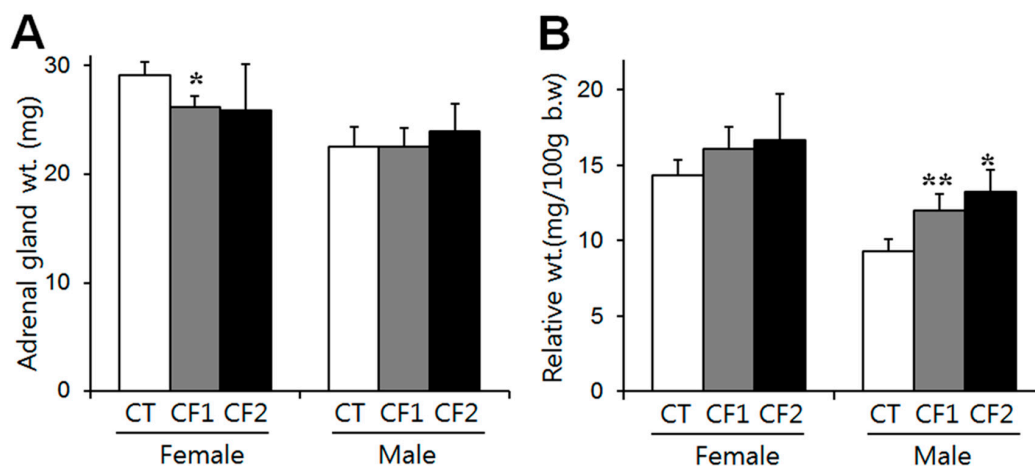 A
Adrenal gland wt. (mg)
30
20
10
0
*
CT CF1 CF2 CT CF1 CF2
Female Male
B
Relative wt.(mg/100g b.w)
20
15
10
5
0
** *
CT CF1 CF2 CT CF1 CF2
Female Male